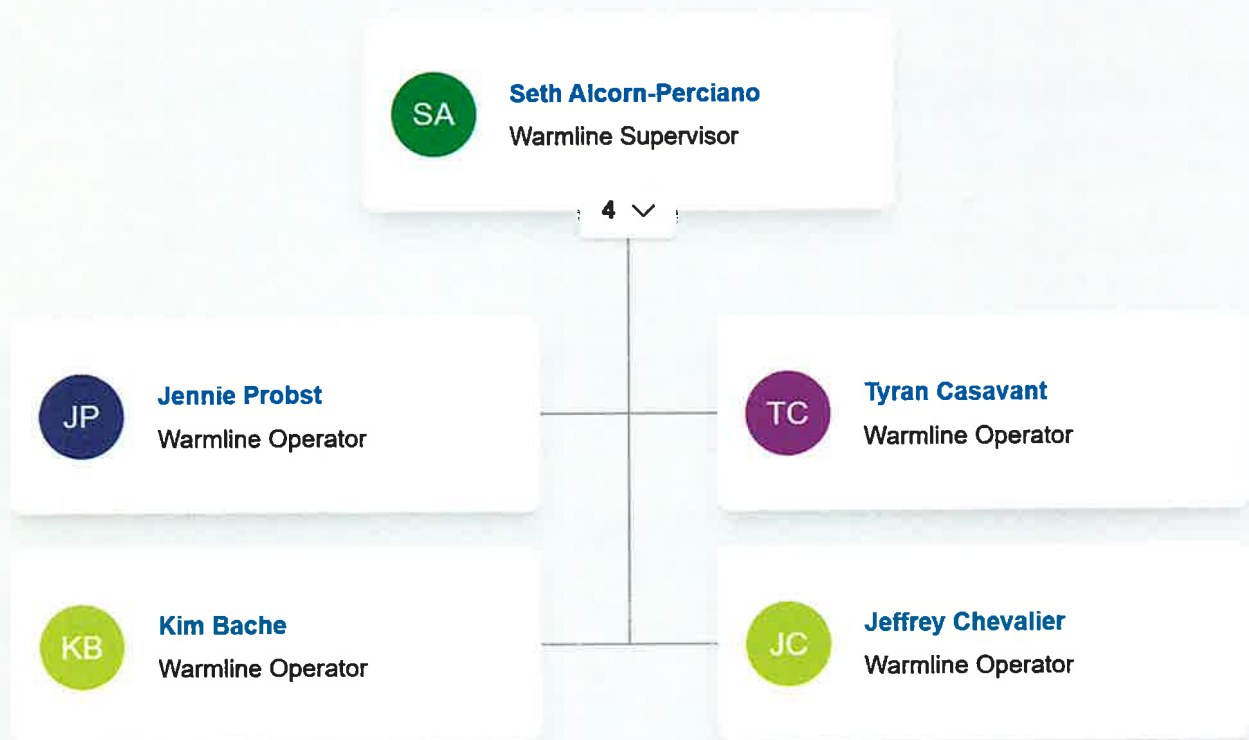 SA
Seth Alcorn-Perciano
Warmline Supervisor
4
JP
Jennie Probst
Warmline Operator
TC
Tyran Casavant
Warmline Operator
KB
Kim Bache
Warmline Operator
JC
Jeffrey Chevalier
Warmline Operator